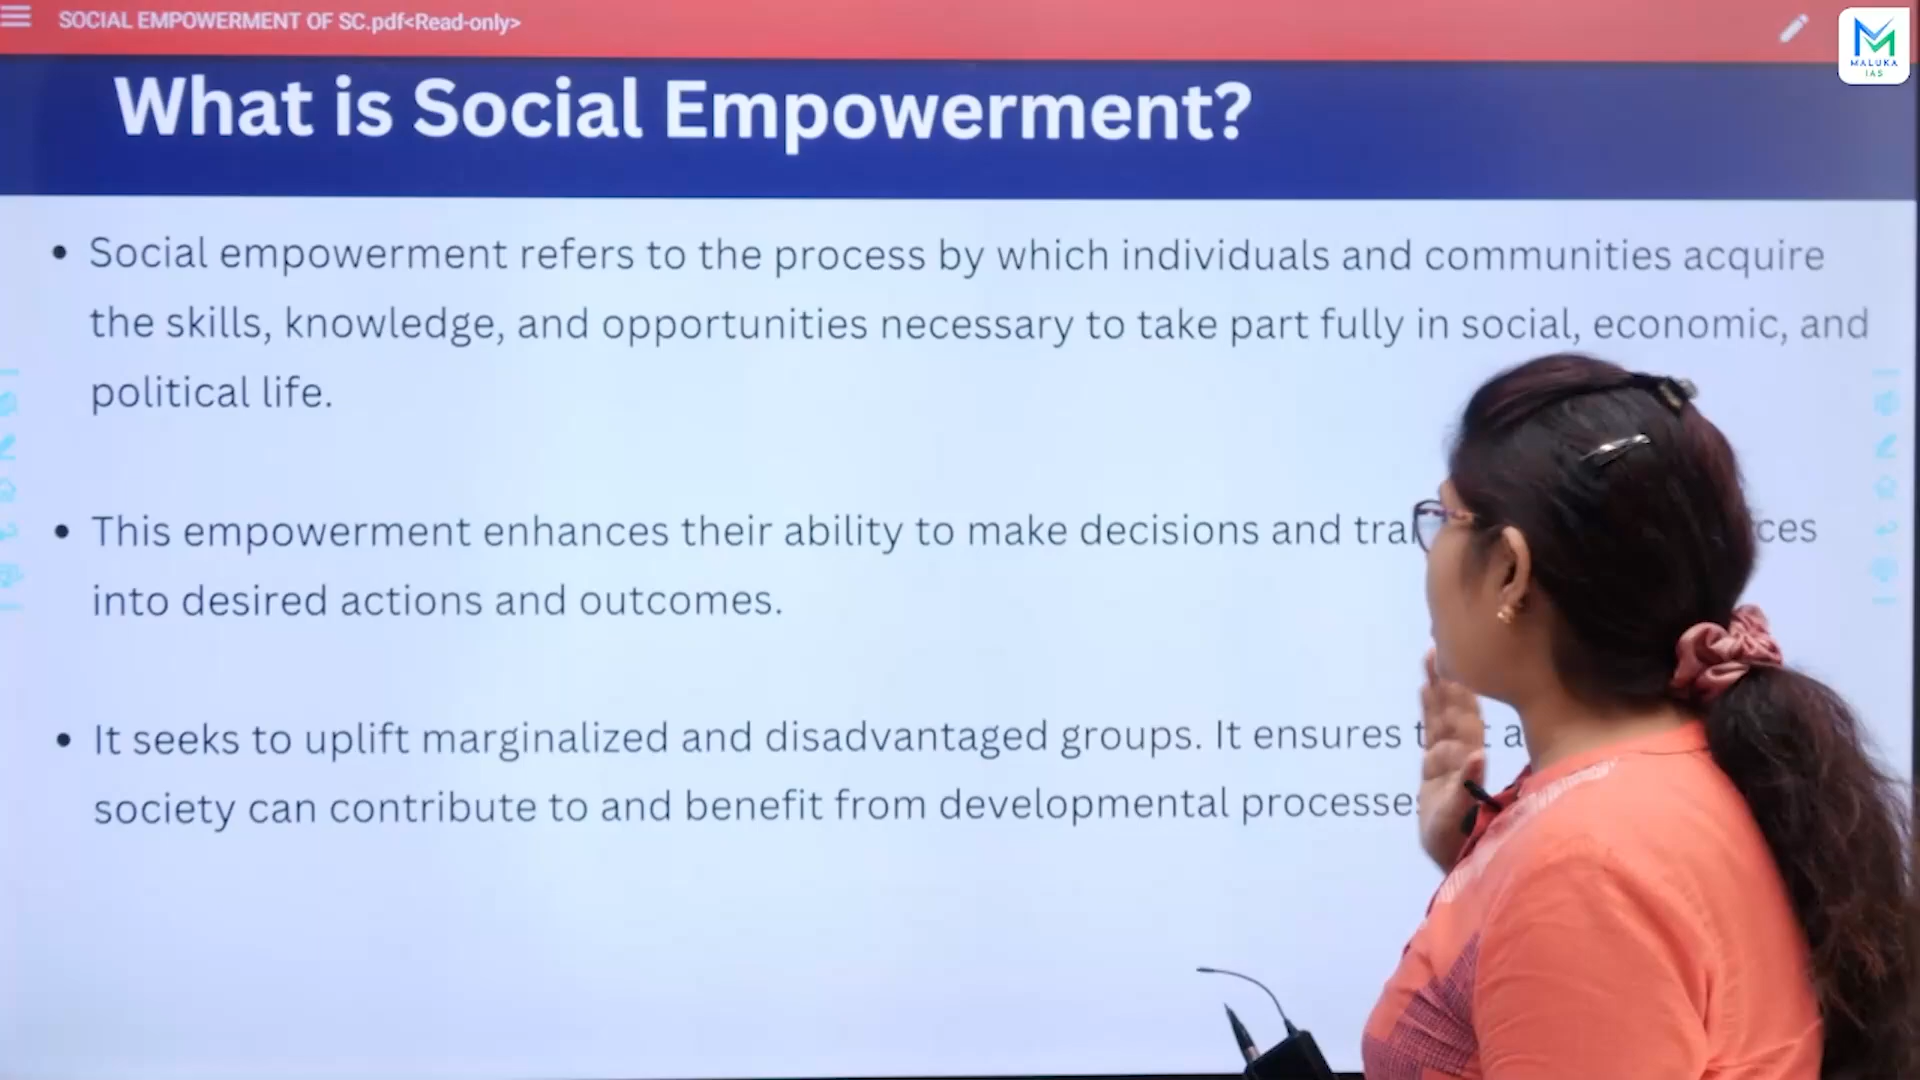 SOCIAL EMPOWERMENT OF SC.pdf<Read-only>
MALUKA
IAS
What is Social Empowerment?
• Social empowerment refers to the process by which individuals and communities acquire
the skills, knowledge, and opportunities necessary to take part fully in social, economic, and
political life.
• This empowerment enhances their ability to make decisions and
into desired actions and outcomes.
• It seeks to uplift marginalized and disadvantaged groups. It ensures
society can contribute to and benefit from developmental processes